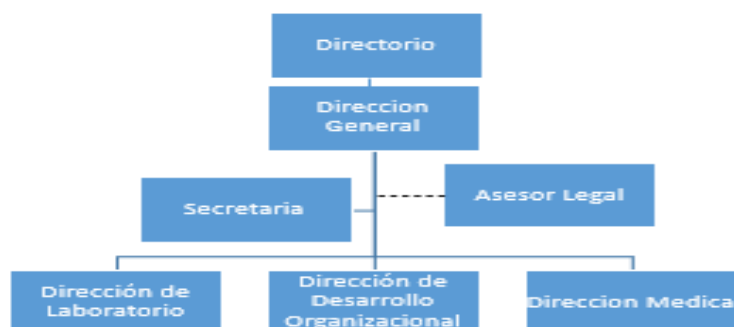 Directorio
Direccion
General
Asesor Legal
Secretaria
Dirección de
Laboratorio
Dirección de
Desarrollo
Organizacional
Direccion Medica